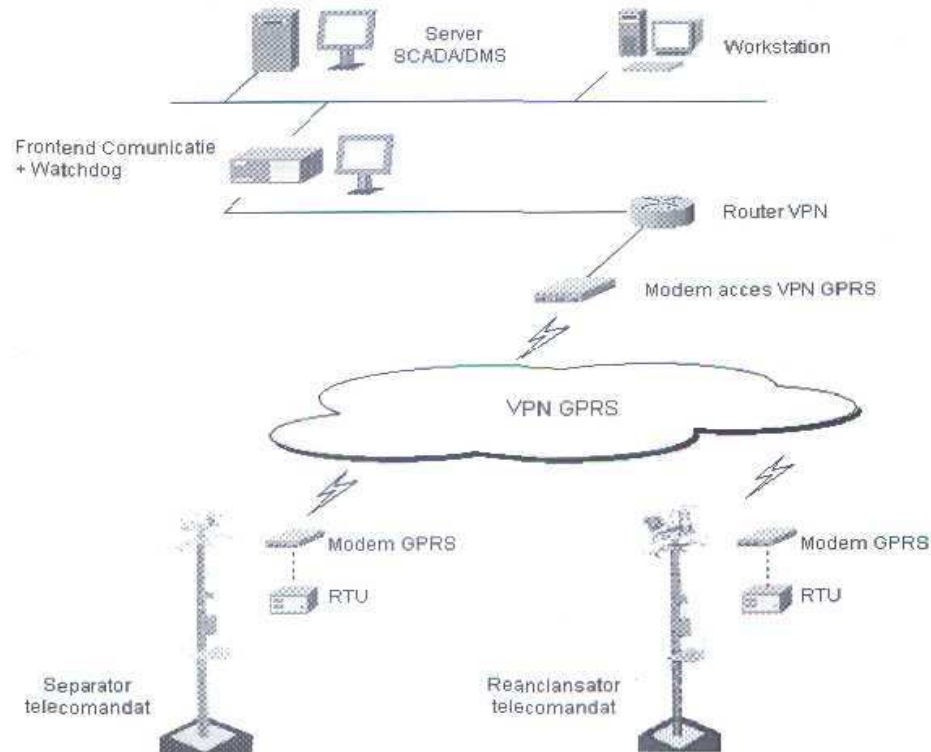 Server
SCADA/DMS
Workstation
Frontend Comunicatie
+ Watchdog
Router VPN
Modem acces VPN GPRS
VPN GPRS
Modem GPRS
Modem GPRS
RTU
RTU
Separator
telecomandat
Reanclansator
telecomandat